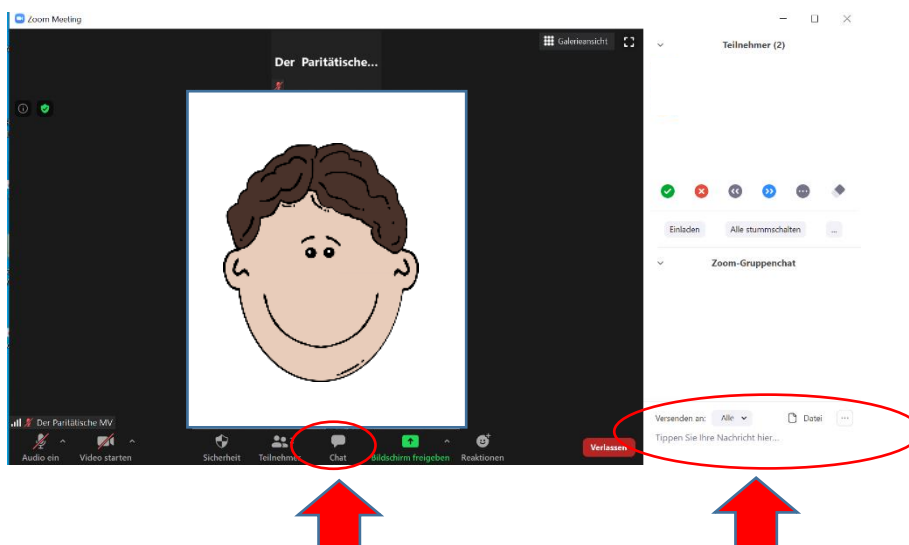 Zoom Meeting
Galerieansicht
Der Paritätische...
Teilnehmer (2)
Einladen
Alle stummschalten
...
Zoom-Gruppenchat
Versenden an: Alle
Datei
Tippen Sie Ihre Nachricht hier...
Der Paritätische MV
Audio ein
Video starten
Sicherheit
Teilnehmer
Chat
Bildschirm freigeben
Reaktionen
Verlassen